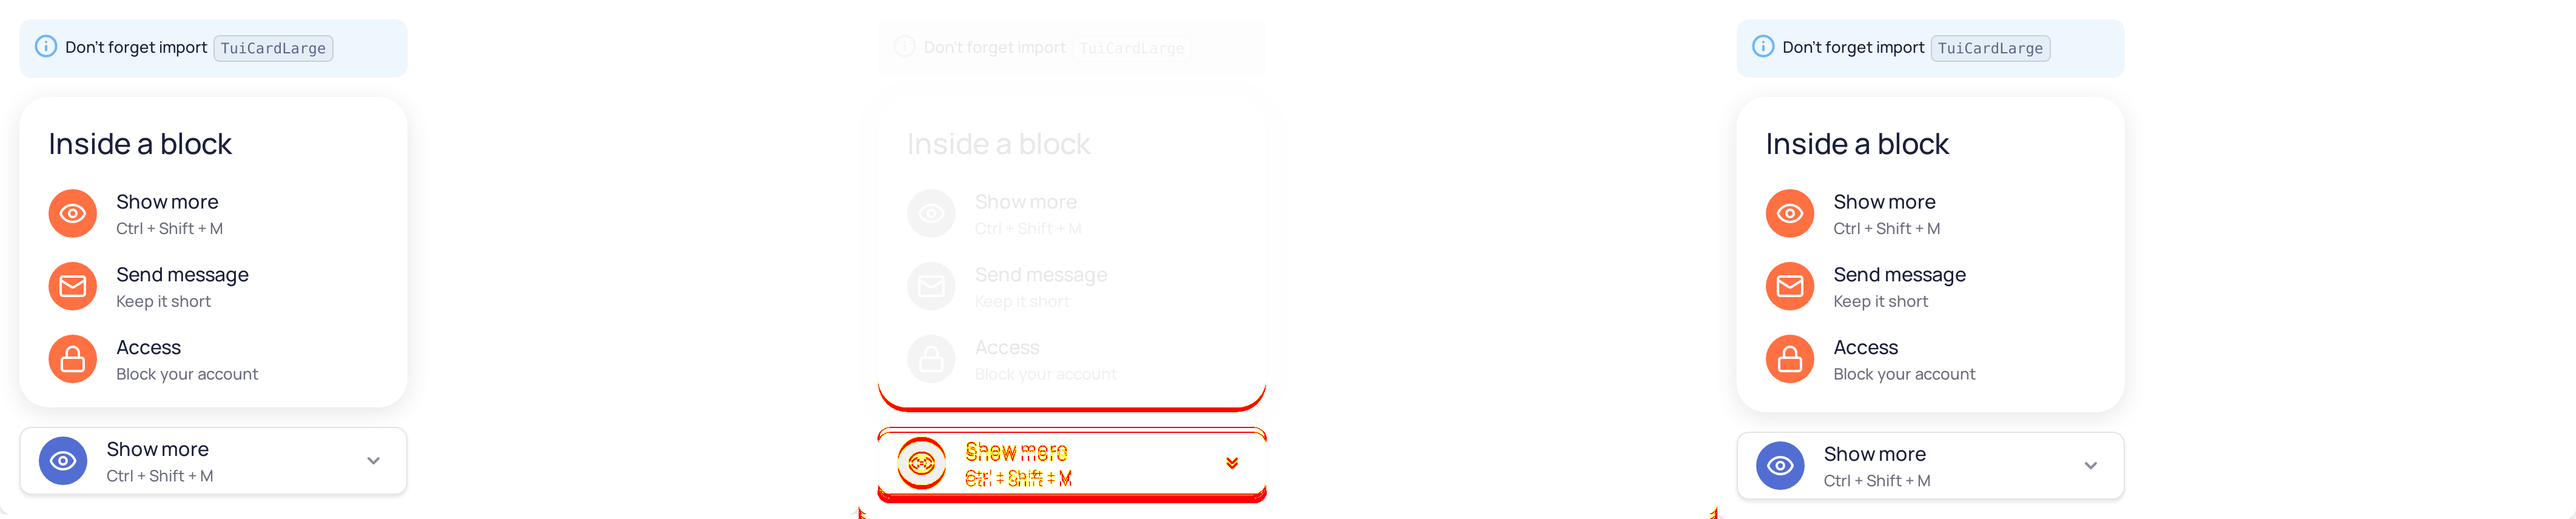 Don't forget import TuiCardLarge
Inside a block
Show more
Ctrl + Shift + M
Send message
Keep it short
Access
Block your account
Show more
Ctrl + Shift + M
Don't forget import TuiCardLarge
Inside a block
Show more
Ctrl + Shift + M
Send message
Keep it short
Access
Block your account
Show more
Ctrl + Shift + M
Don't forget import TuiCardLarge
Inside a block
Show more
Ctrl + Shift + M
Send message
Keep it short
Access
Block your account
Show more
Ctrl + Shift + M